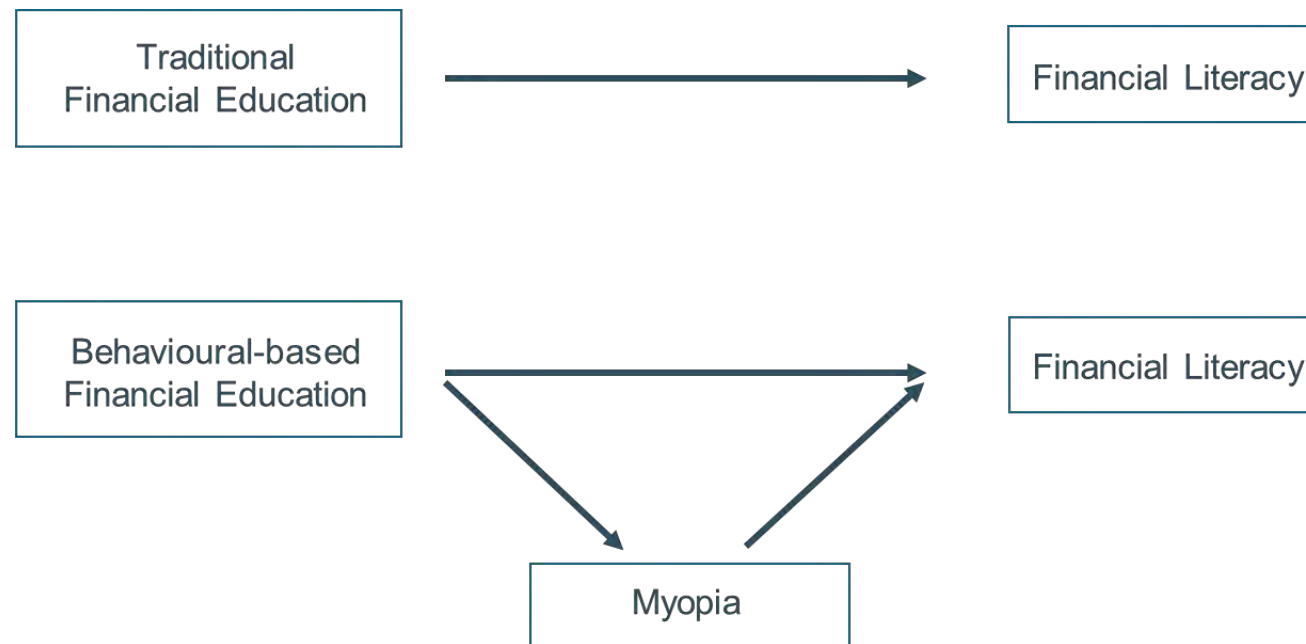 Traditional
Financial Education
Financial Literacy
Behavioural-based
Financial Education
Financial Literacy
Myopia